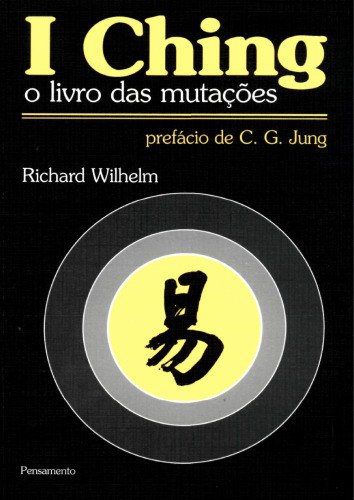 I Ching
o livro das mutações
prefácio de C. G. Jung
Richard Wilhelm
易
Pensamento